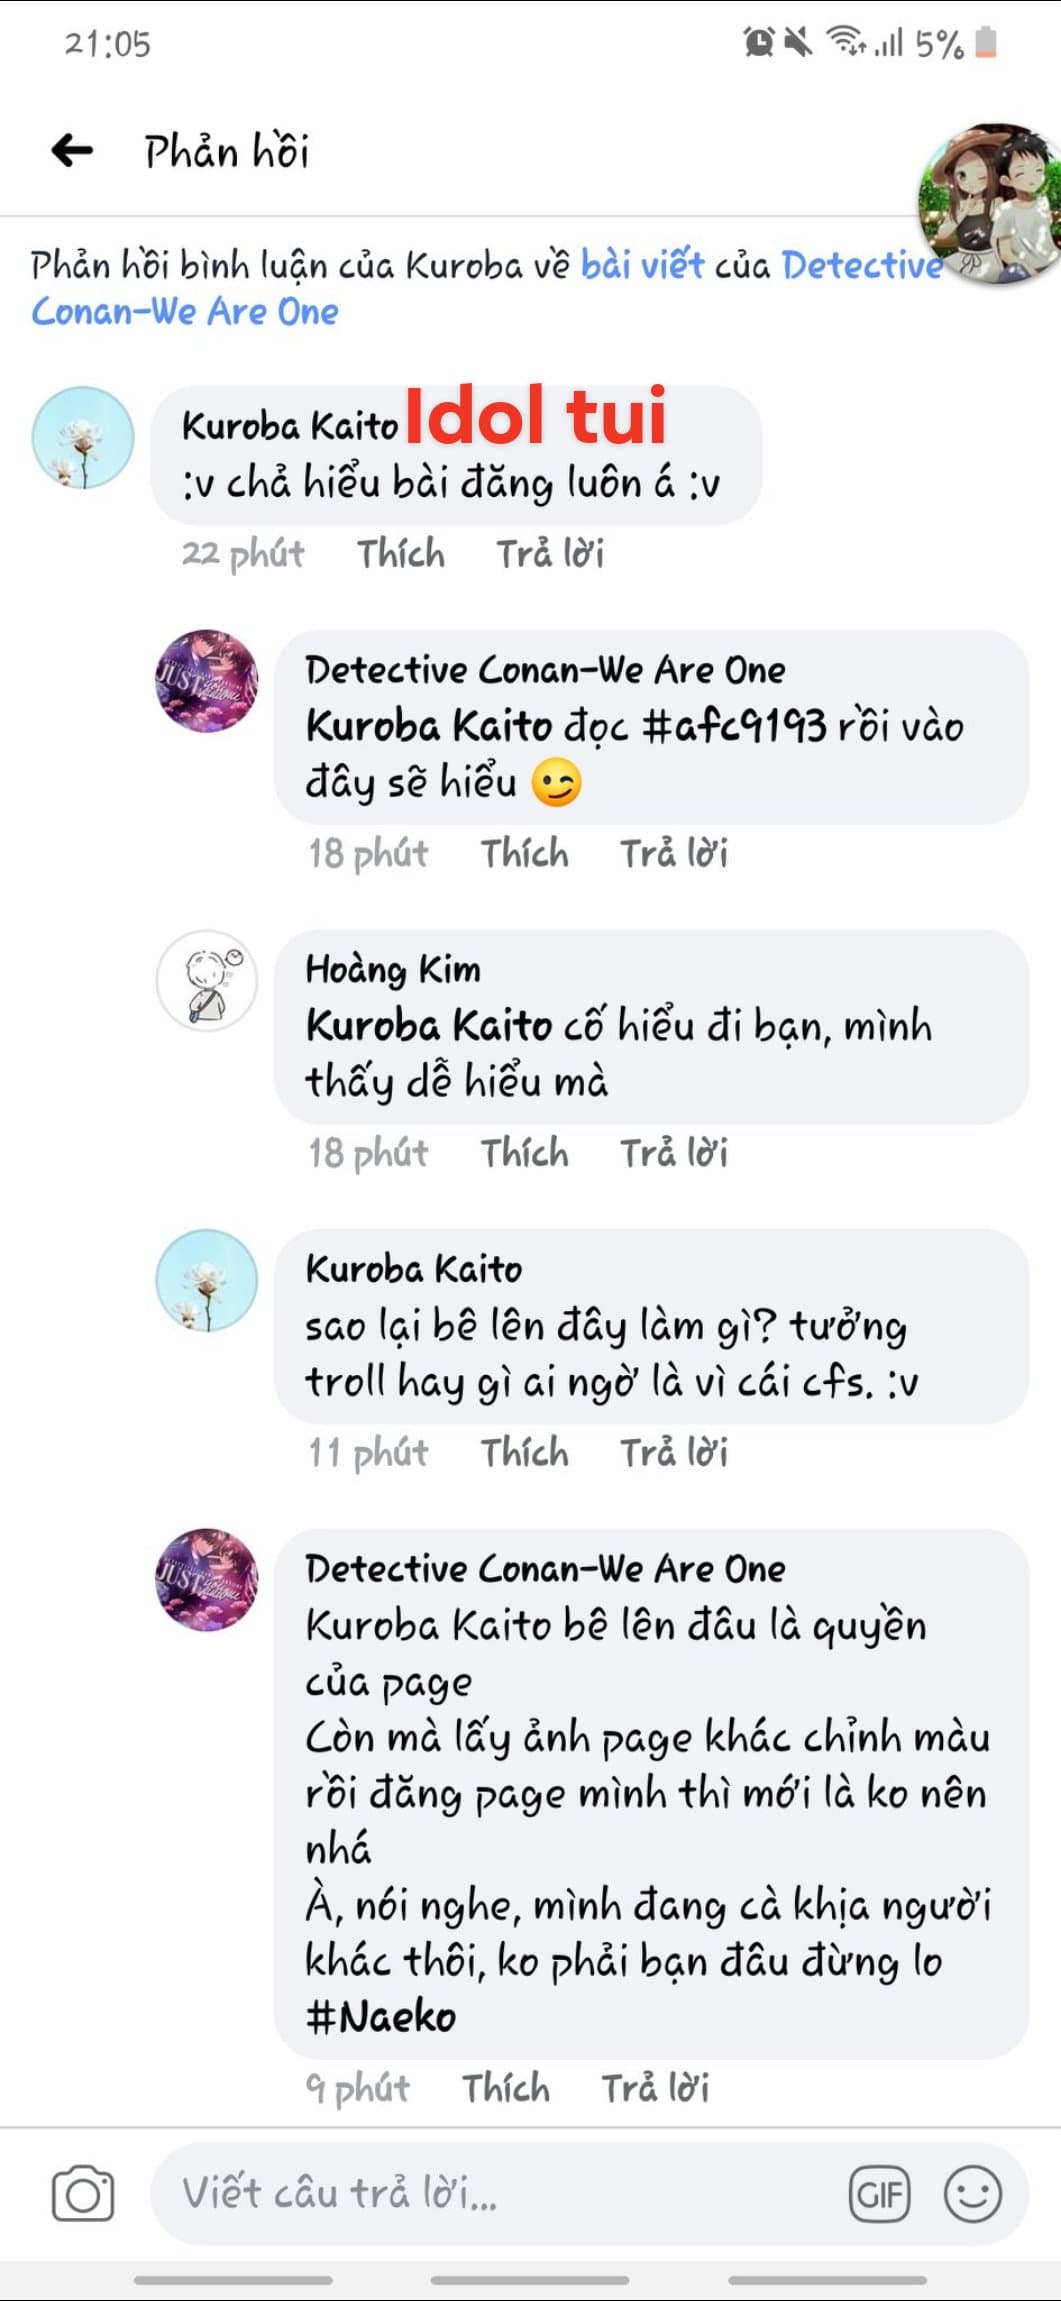 21:05 5%
Phản hồi
Phản hồi bình luận của Kuroba về bài viết của Detective
Conan-We Are One
Kuroba Kaito Idol tui
:v chả hiểu bài đăng luôn á :v
22 phút Thích Trả lời
Detective Conan-We Are One
Kuroba Kaito đọc #afc9193 rồi vào
đây sẽ hiểu 😉
18 phút Thích Trả lời
Hoàng Kim
Kuroba Kaito cố hiểu đi bạn, mình
thấy dễ hiểu mà
18 phút Thích Trả lời
Kuroba Kaito
sao lại bê lên đây làm gì? tưởng
troll hay gì ai ngờ là vì cái cfs. :v
11 phút Thích Trả lời
Detective Conan-We Are One
Kuroba Kaito bê lên đâu là quyền
của page
Còn mà lấy ảnh page khác chỉnh màu
rồi đăng page mình thì mới là ko nên
nhá
À, nói nghe, mình đang cà khịa người
khác thôi, ko phải bạn đâu đừng lo
#Naeko
9 phút Thích Trả lời
Viết câu trả lời... GIF